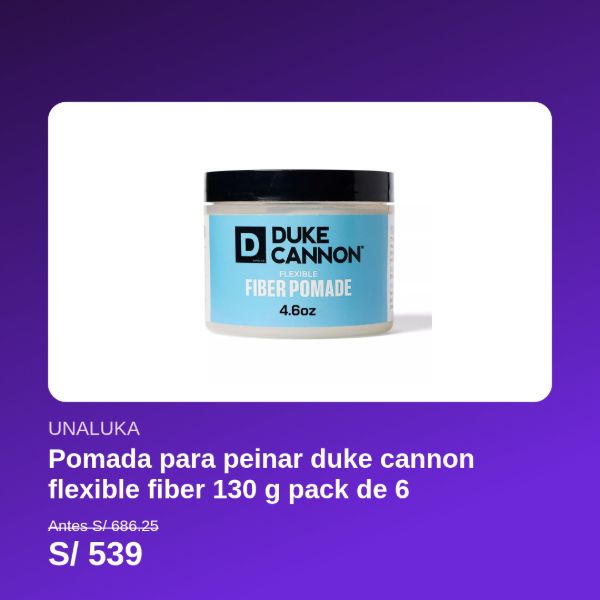 D
DUKE
CANNON
FLEXIBLE
FIBER POMADE
4.6oz
UNALUKA
Pomada para peinar duke cannon
flexible fiber 130 g pack de 6
Antes S/ 686.25
S/ 539